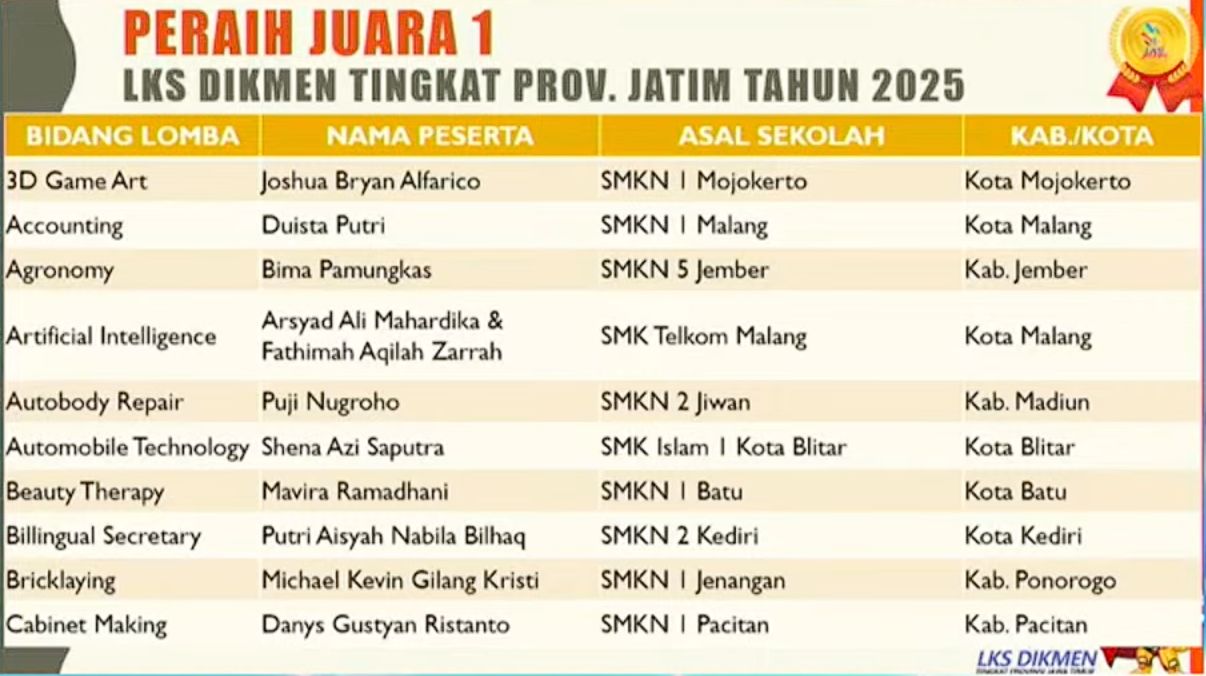 PERAIH JUARA 1
LKS DIKMEN TINGKAT PROV. JATIM TAHUN 2025
BIDANG LOMBA NAMA PESERTA ASAL SEKOLAH KAB./KOTA
3D Game Art Joshua Bryan Alfarico SMKN 1 Mojokerto Kota Mojokerto
Accounting Duista Putri SMKN 1 Malang Kota Malang
Agronomy Bima Pamungkas SMKN 5 Jember Kab. Jember
Artificial Intelligence Arsyad Ali Mahardika & SMK Telkom Malang Kota Malang
Fathimah Aqilah Zarrah
Autobody Repair Puji Nugroho SMKN 2 Jiwan Kab. Madiun
Automobile Technology Shena Azi Saputra SMK Islam 1 Kota Blitar Kota Blitar
Beauty Therapy Mavira Ramadhani SMKN 1 Batu Kota Batu
Billingual Secretary Putri Aisyah Nabila Bilhaq SMKN 2 Kediri Kota Kediri
Bricklaying Michael Kevin Gilang Kristi SMKN 1 Jenangan Kab. Ponorogo
Cabinet Making Danys Gustyan Ristanto SMKN 1 Pacitan Kab. Pacitan
LKS DIKMEN
TINGKAT PROVINSI JAWA TIMUR